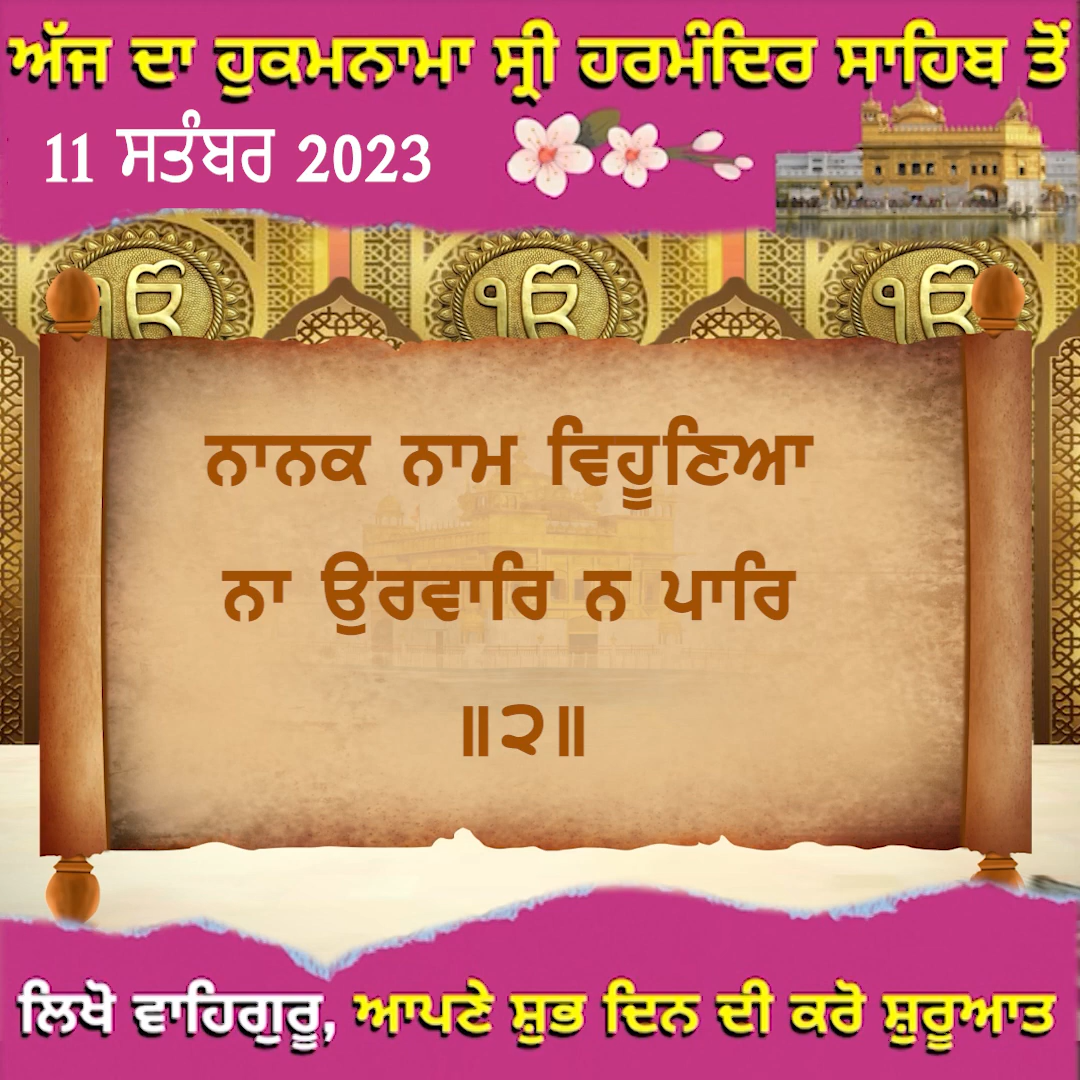 ਅੱਜ ਦਾ ਹੁਕਮਨਾਮਾ ਸ੍ਰੀ ਹਰਮੰਦਿਰ ਸਾਹਿਬ ਤੋਂ
11 ਸਤੰਬਰ 2023
ੴ ੴ ੴ
ਨਾਨਕ ਨਾਮ ਵਿਹੂਣਿਆ
ਨਾ ਉਰਵਾਰਿ ਨ ਪਾਰਿ
॥੨॥
ਲਿਖੋ ਵਾਹਿਗੁਰੂ, ਆਪਣੇ ਸ਼ੁਭ ਦਿਨ ਦੀ ਕਰੋ ਸ਼ੁਰੂਆਤ